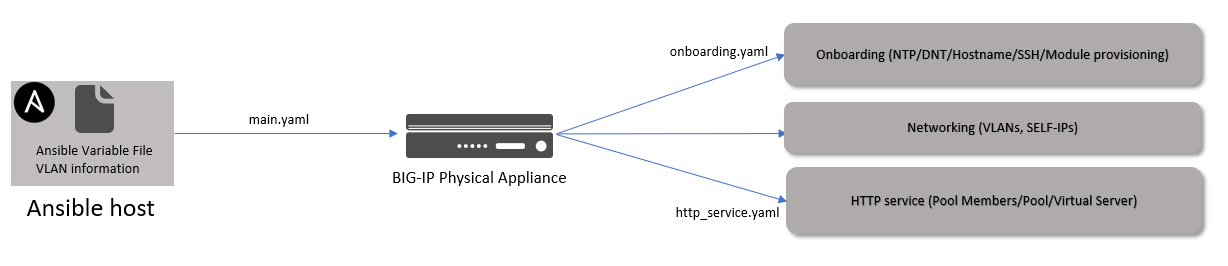 Ansible Variable File
VLAN information
Ansible host
main.yaml
BIG-IP Physical Appliance
onboarding.yaml
http_service.yaml
Onboarding (NTP/DNT/Hostname/SSH/Module provisioning)
Networking (VLANs, SELF-IPs)
HTTP service (Pool Members/Pool/Virtual Server)